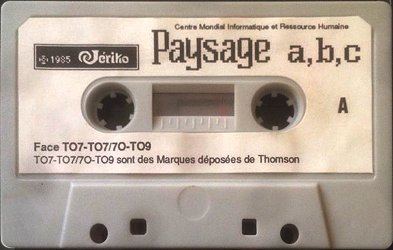 Centre Mondial Informatique et Ressource Humaine
© 1985 Jériko Paysage a,b,c
A
Face TO7-TO7/70-TO9
TO7-TO7/70-TO9 sont des Marques déposées de Thomson